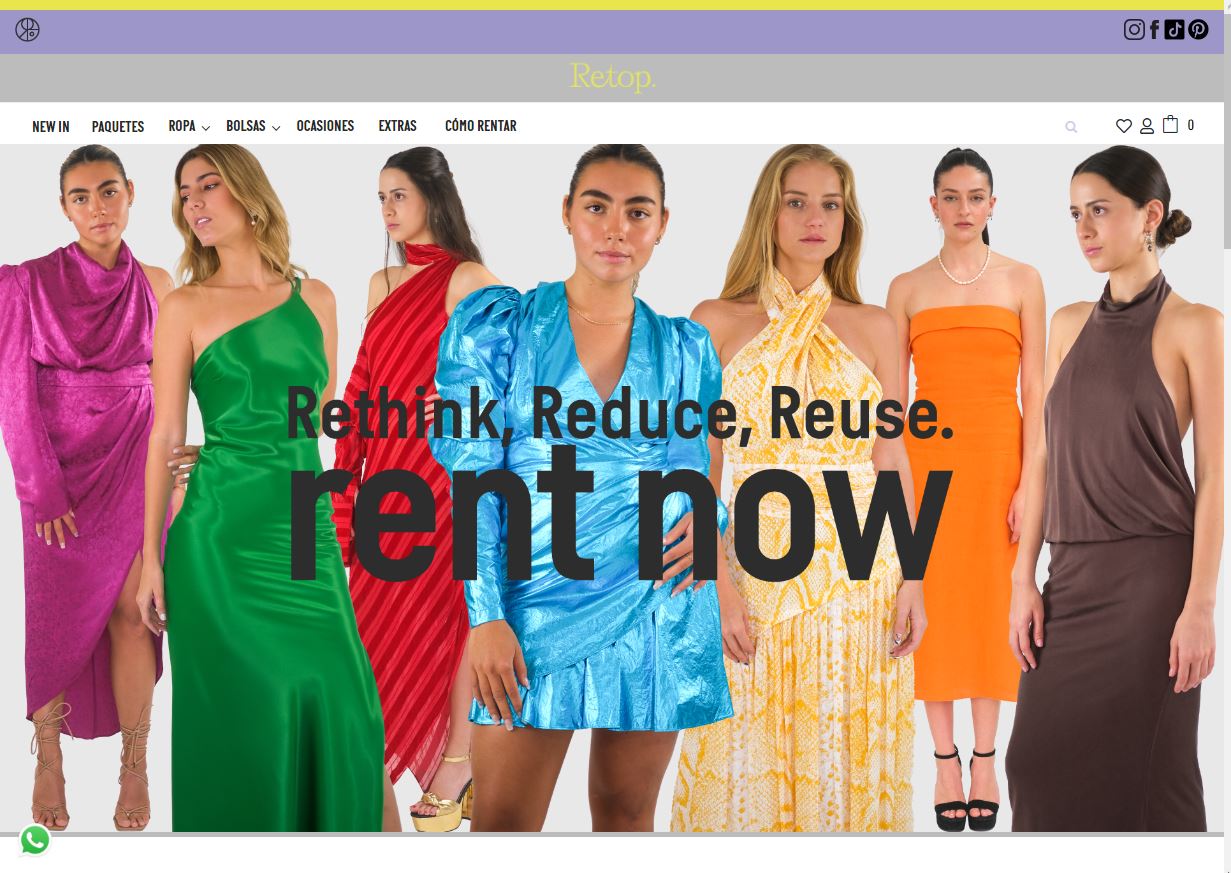 Retop.
NEW IN PAQUETES ROPA BOLSAS OCASIONES EXTRAS CÓMO RENTAR 0
Rethink, Reduce, Reuse.
rent now